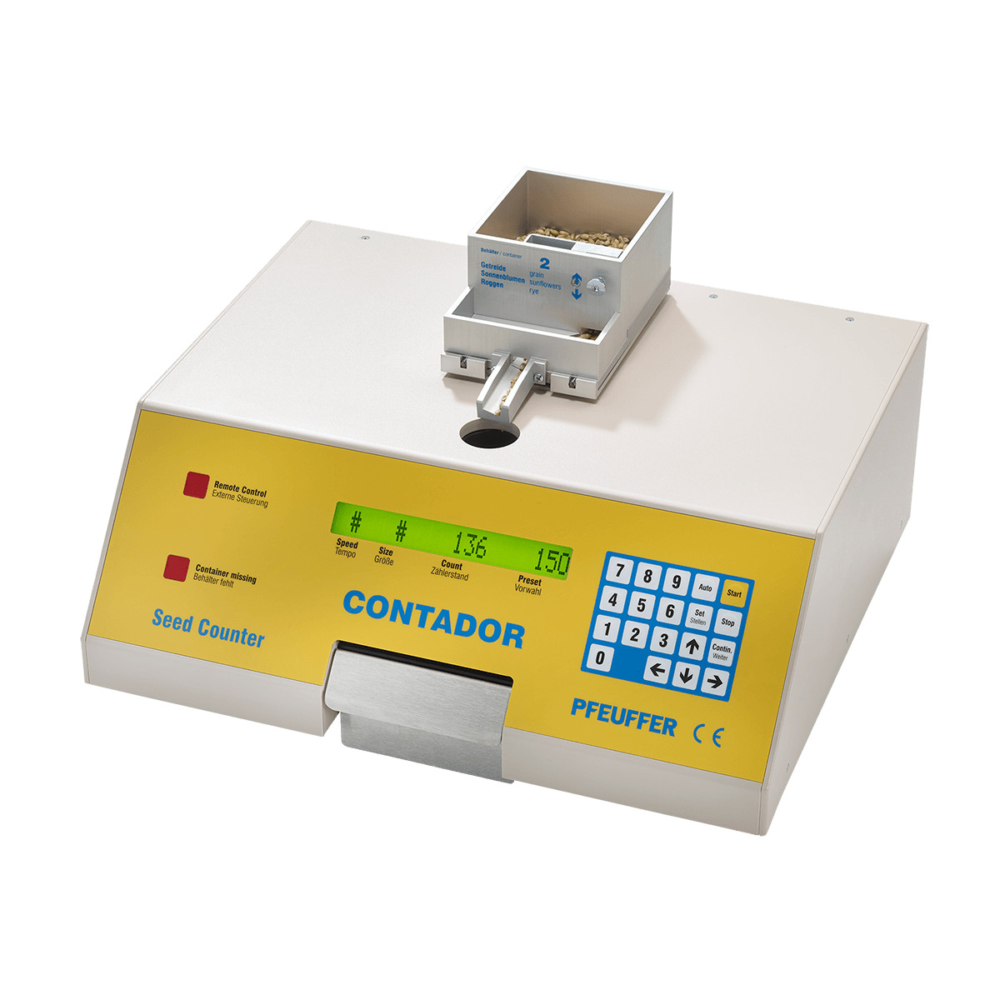 Behälter / container
2
Getreide grain
Sonnenblumen sunflowers
Roggen rye
Remote Control
Externe Steuerung
Container missing
Behälter fehlt
Seed Counter
# # 136 150
Speed Size Count Preset
Tempo Größe Zählerstand Vorwahl
CONTADOR
7 8 9 Auto Start
4 5 6 Set Stellen Stop
1 2 3 ↑ Contin. Weiter
0 ← ↓ →
PFEUFFER CE